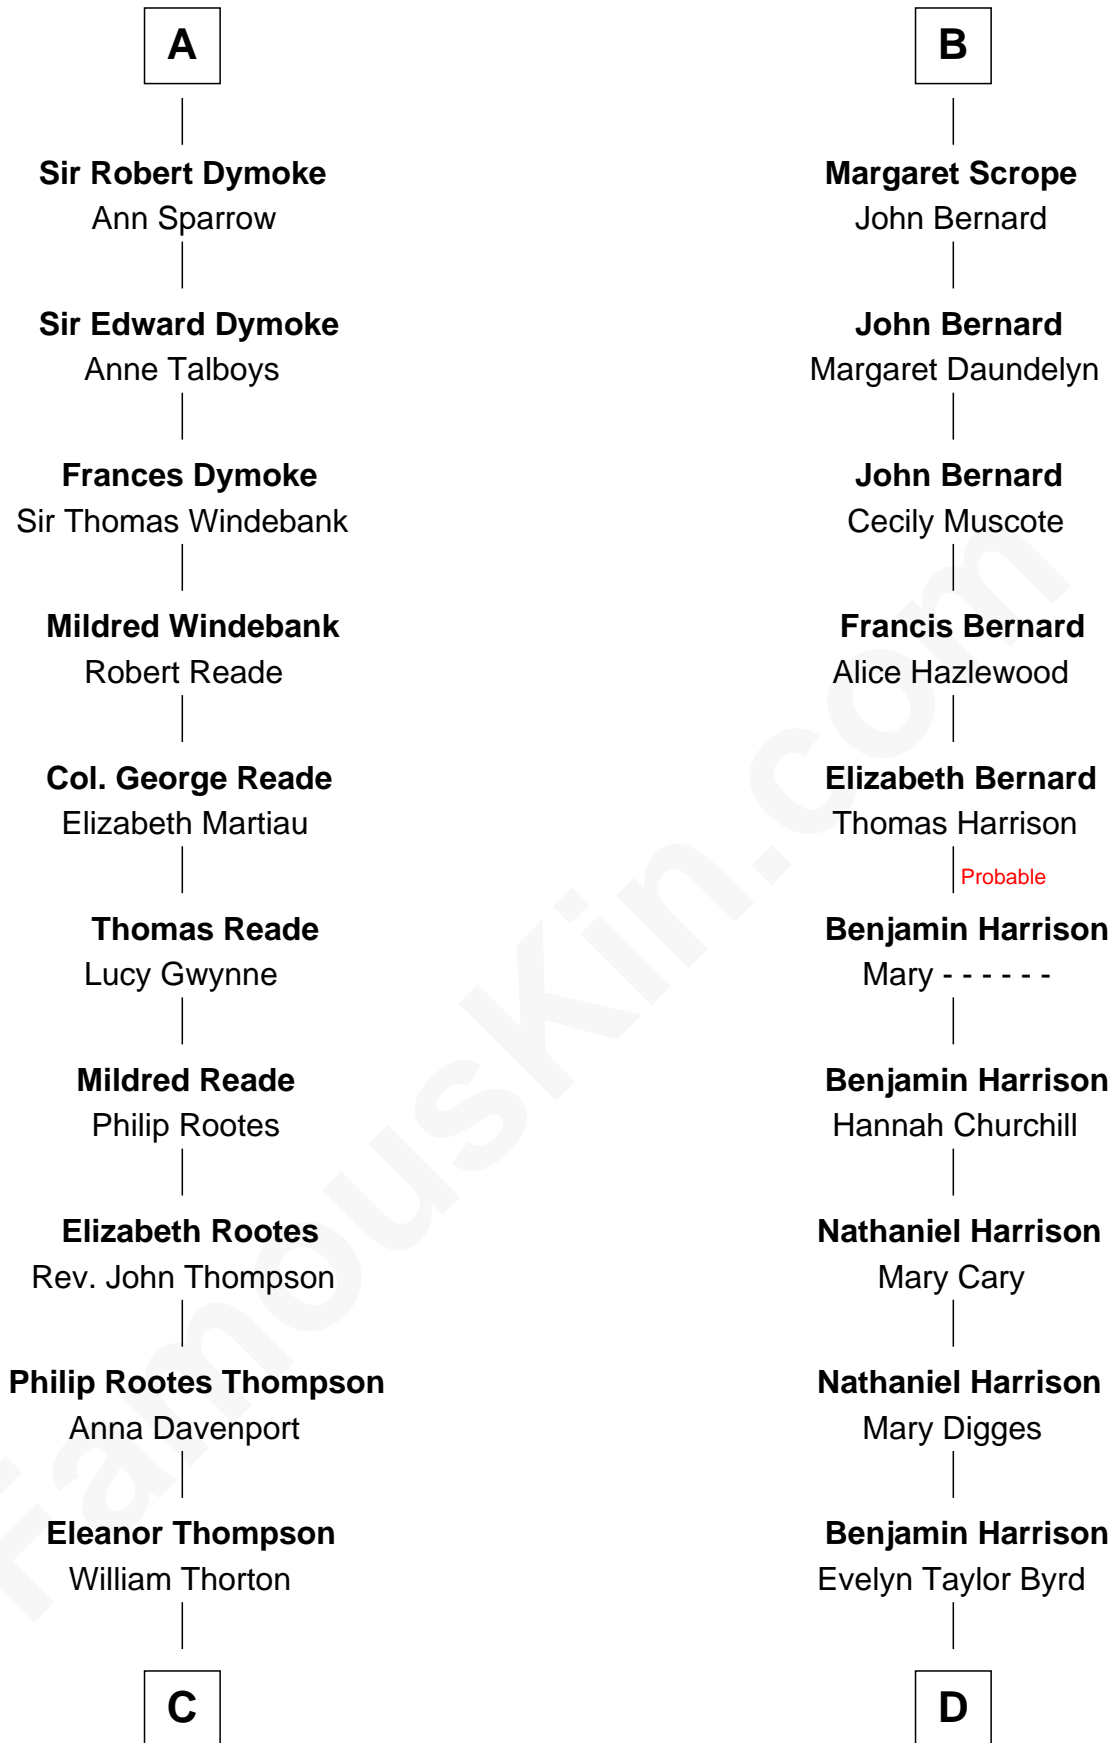 A
Sir Robert Dymoke
Ann Sparrow
Sir Edward Dymoke
Anne Talboys
Frances Dymoke
Sir Thomas Windebank
Mildred Windebank
Robert Reade
Col. George Reade
Elizabeth Martiau
Thomas Reade
Lucy Gwynne
Mildred Reade
Philip Rootes
Elizabeth Rootes
Rev. John Thompson
Philip Rootes Thompson
Anna Davenport
Eleanor Thompson
William Thorton
C
B
Margaret Scrope
John Bernard
John Bernard
Margaret Daundelyn
John Bernard
Cecily Muscote
Francis Bernard
Alice Hazlewood
Elizabeth Bernard
Thomas Harrison
Probable
Benjamin Harrison
Mary - - - - - -
Benjamin Harrison
Hannah Churchill
Nathaniel Harrison
Mary Cary
Nathaniel Harrison
Mary Digges
Benjamin Harrison
Evelyn Taylor Byrd
D
FamousKin.com